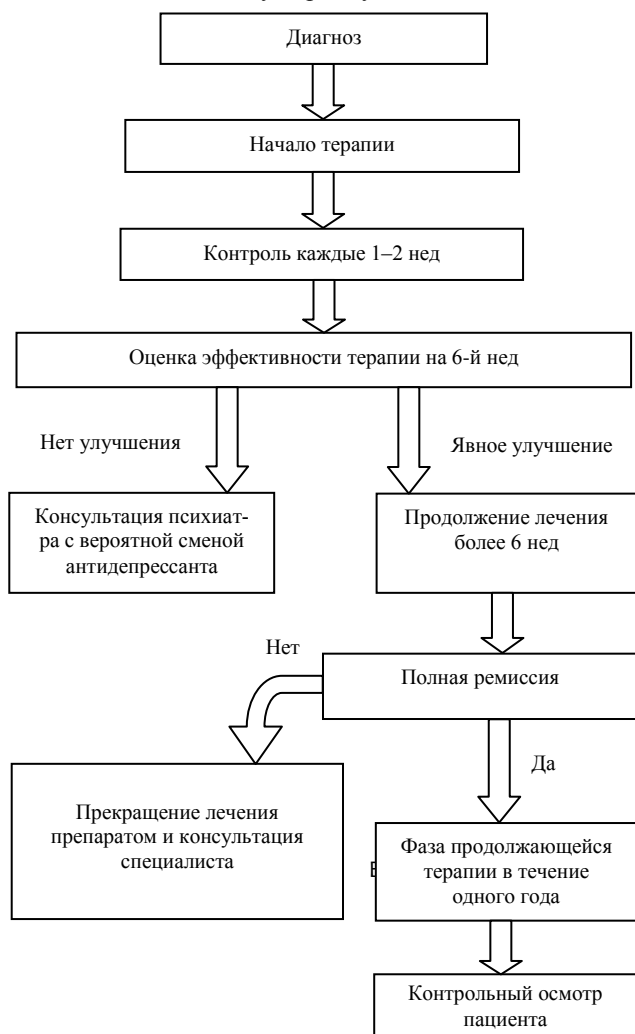 Диагноз
Начало терапии
Контроль каждые 1–2 нед
Оценка эффективности терапии на 6-й нед
Нет улучшения
Явное улучшение
Консультация психиат-
ра с вероятной сменой
антидепрессанта
Продолжение лечения
более 6 нед
Нет
Полная ремиссия
Да
Прекращение лечения
препаратом и консультация
специалиста
Фаза продолжающейся
терапии в течение
одного года
Контрольный осмотр
пациента